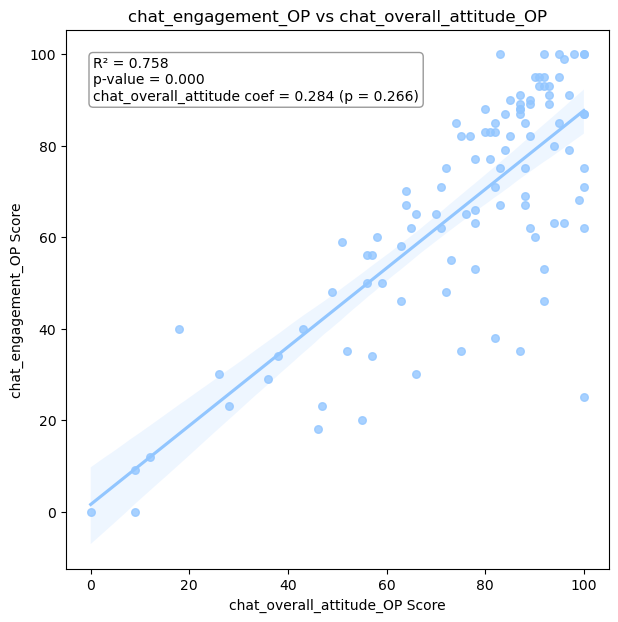 chat_engagement_OP vs chat_overall_attitude_OP
R² = 0.758
p-value = 0.000
chat_overall_attitude coef = 0.284 (p = 0.266)
100
80
60
40
20
0
chat_engagement_OP Score
0 20 40 60 80 100
chat_overall_attitude_OP Score